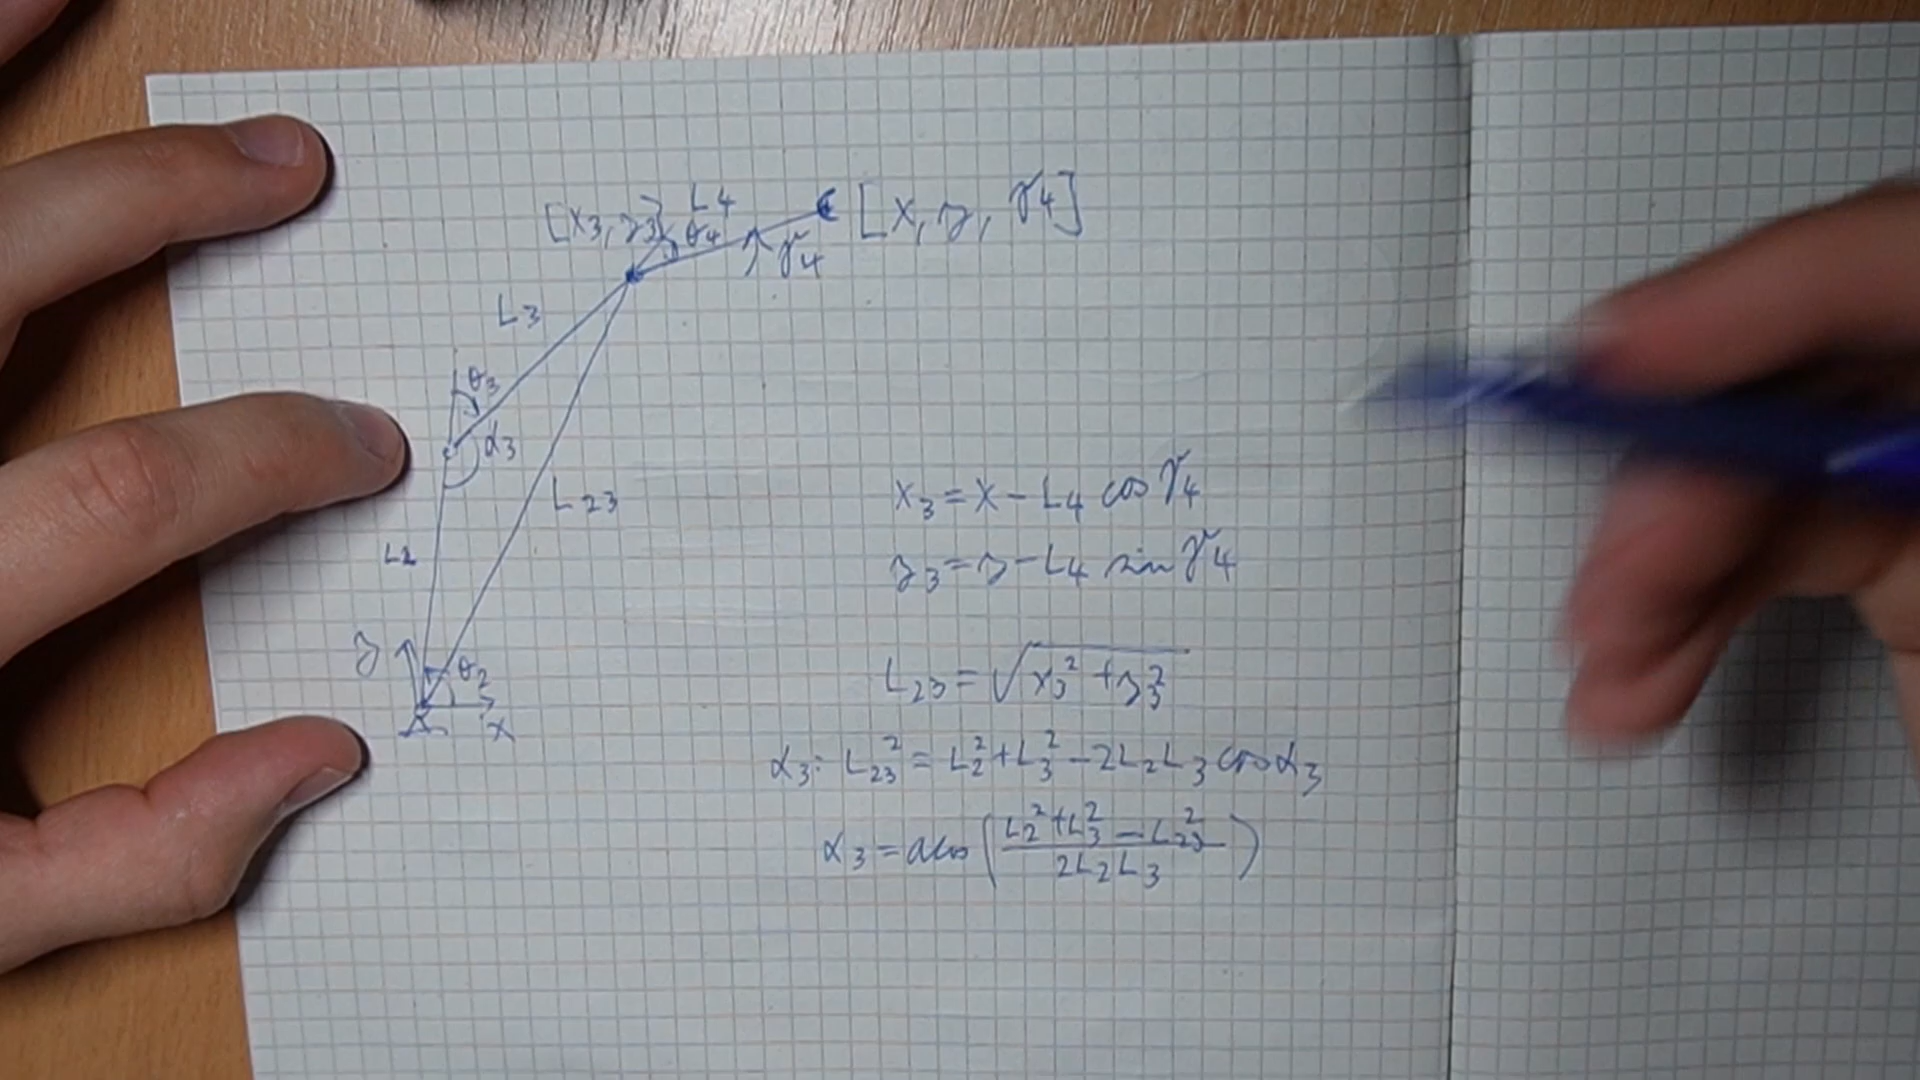 [x₃, y₃] L₄ [x, y, γ₄]
θ₄
γ₄
L₃
θ₃
α₃
L₂₃
x₃ = x - L₄ cos γ₄
L₂
y₃ = y - L₄ sin γ₄
y
θ₂
L₂₃ = √(x₃² + y₃²)
x
α₃: L₂₃² = L₂² + L₃² - 2L₂L₃ cos α₃
α₃ = acos((L₂² + L₃² - L₂₃²)/(2L₂L₃))